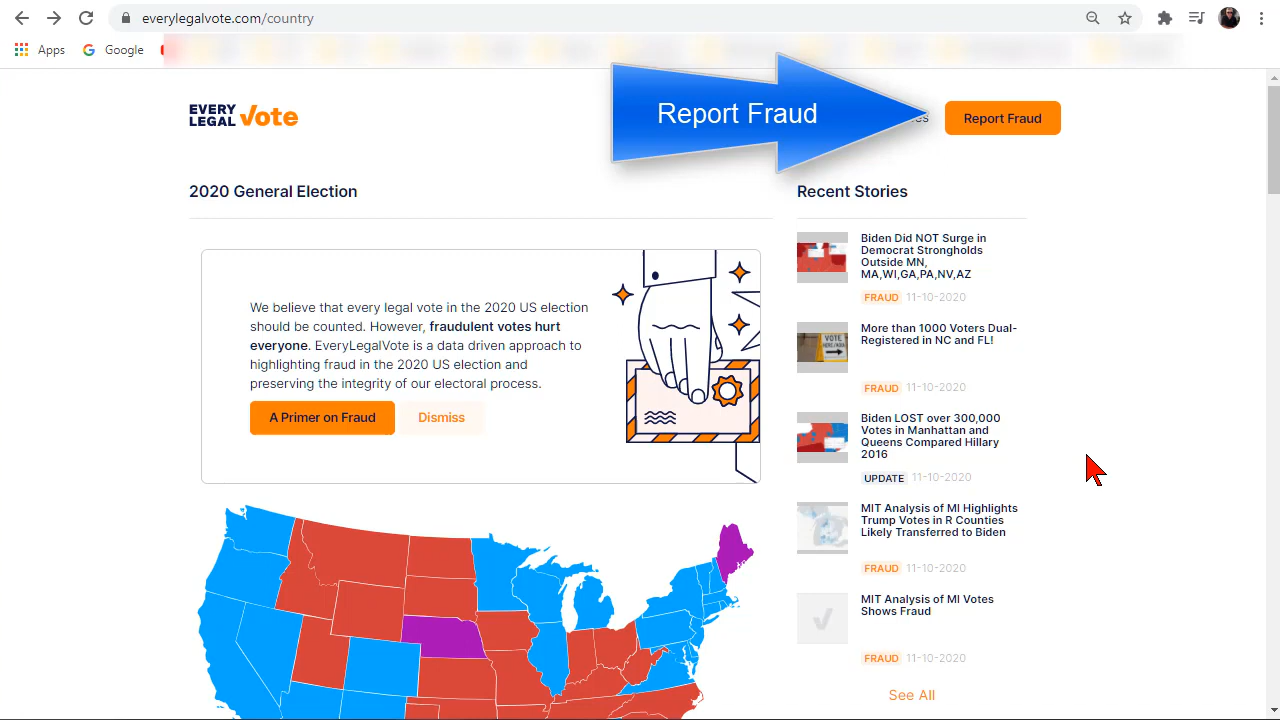 everylegalvote.com/country
Apps
Google
Report Fraud
EVERY
LEGAL Vote
Report Fraud
2020 General Election
We believe that every legal vote in the 2020 US election
should be counted. However, fraudulent votes hurt
everyone. EveryLegalVote is a data driven approach to
highlighting fraud in the 2020 US election and
preserving the integrity of our electoral process.
A Primer on Fraud
Dismiss
Recent Stories
Biden Did NOT Surge in
Democrat Strongholds
Outside MN,
MA,WI,GA,PA,NV,AZ
FRAUD 11-10-2020
More than 1000 Voters Dual-
Registered in NC and FL!
FRAUD 11-10-2020
VOTE
Biden LOST over 300,000
Votes in Manhattan and
Queens Compared Hillary
2016
UPDATE 11-10-2020
MIT Analysis of MI Highlights
Trump Votes in R Counties
Likely Transferred to Biden
FRAUD 11-10-2020
MIT Analysis of MI Votes
Shows Fraud
FRAUD 11-10-2020
See All